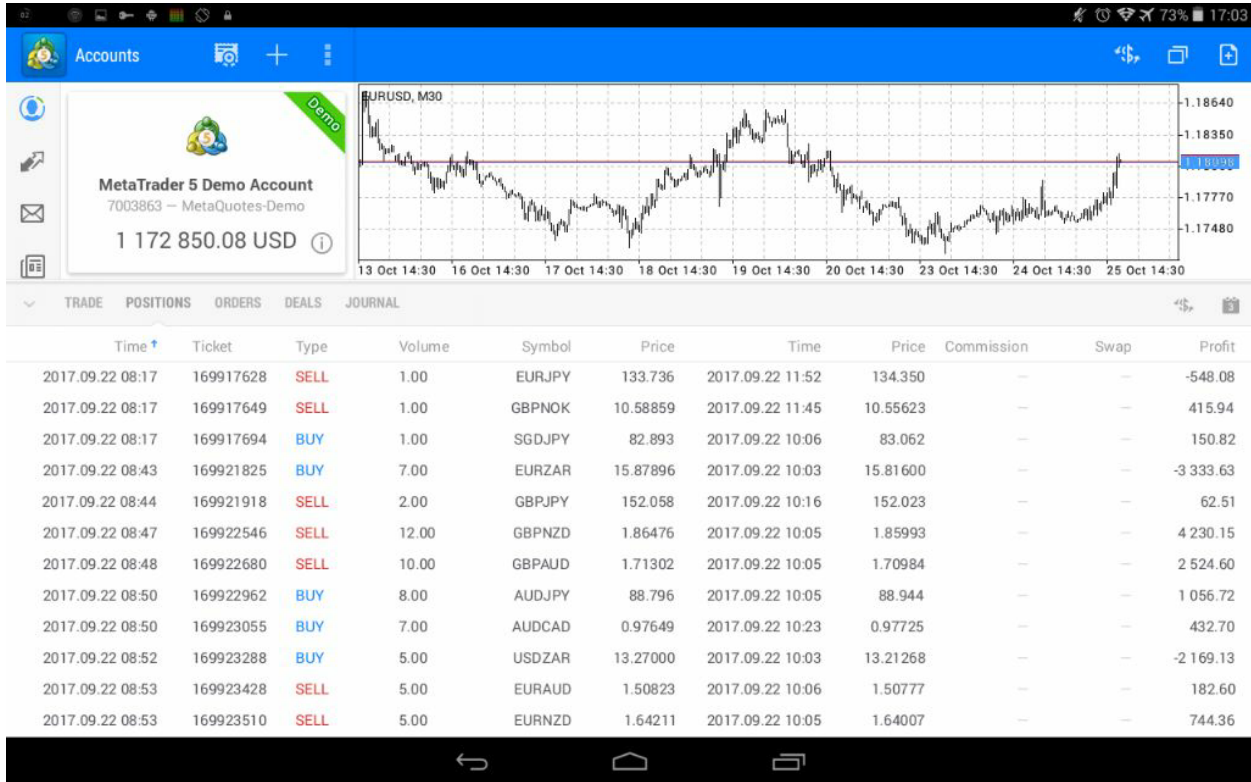 02
73% 17:03
Accounts
Demo
MetaTrader 5 Demo Account
7003863 — MetaQuotes-Demo
1 172 850.08 USD
EURUSD, M30
1.18640
1.18350
1.18098
1.17770
1.17480
13 Oct 14:30 16 Oct 14:30 17 Oct 14:30 18 Oct 14:30 19 Oct 14:30 20 Oct 14:30 23 Oct 14:30 24 Oct 14:30 25 Oct 14:30
TRADE POSITIONS ORDERS DEALS JOURNAL
Time Ticket Type Volume Symbol Price Time Price Commission Swap Profit
2017.09.22 08:17 169917628 SELL 1.00 EURJPY 133.736 2017.09.22 11:52 134.350 — — -548.08
2017.09.22 08:17 169917649 SELL 1.00 GBPNOK 10.58859 2017.09.22 11:45 10.55623 — — 415.94
2017.09.22 08:17 169917694 BUY 1.00 SGDJPY 82.893 2017.09.22 10:06 83.062 — — 150.82
2017.09.22 08:43 169921825 BUY 7.00 EURZAR 15.87896 2017.09.22 10:03 15.81600 — — -3 333.63
2017.09.22 08:44 169921918 SELL 2.00 GBPJPY 152.058 2017.09.22 10:16 152.023 — — 62.51
2017.09.22 08:47 169922546 SELL 12.00 GBPNZD 1.86476 2017.09.22 10:05 1.85993 — — 4 230.15
2017.09.22 08:48 169922680 SELL 10.00 GBPAUD 1.71302 2017.09.22 10:05 1.70984 — — 2 524.60
2017.09.22 08:50 169922962 BUY 8.00 AUDJPY 88.796 2017.09.22 10:05 88.944 — — 1 056.72
2017.09.22 08:50 169923055 BUY 7.00 AUDCAD 0.97649 2017.09.22 10:23 0.97725 — — 432.70
2017.09.22 08:52 169923288 BUY 5.00 USDZAR 13.27000 2017.09.22 10:03 13.21268 — — -2 169.13
2017.09.22 08:53 169923428 SELL 5.00 EURAUD 1.50823 2017.09.22 10:06 1.50777 — — 182.60
2017.09.22 08:53 169923510 SELL 5.00 EURNZD 1.64211 2017.09.22 10:05 1.64007 — — 744.36